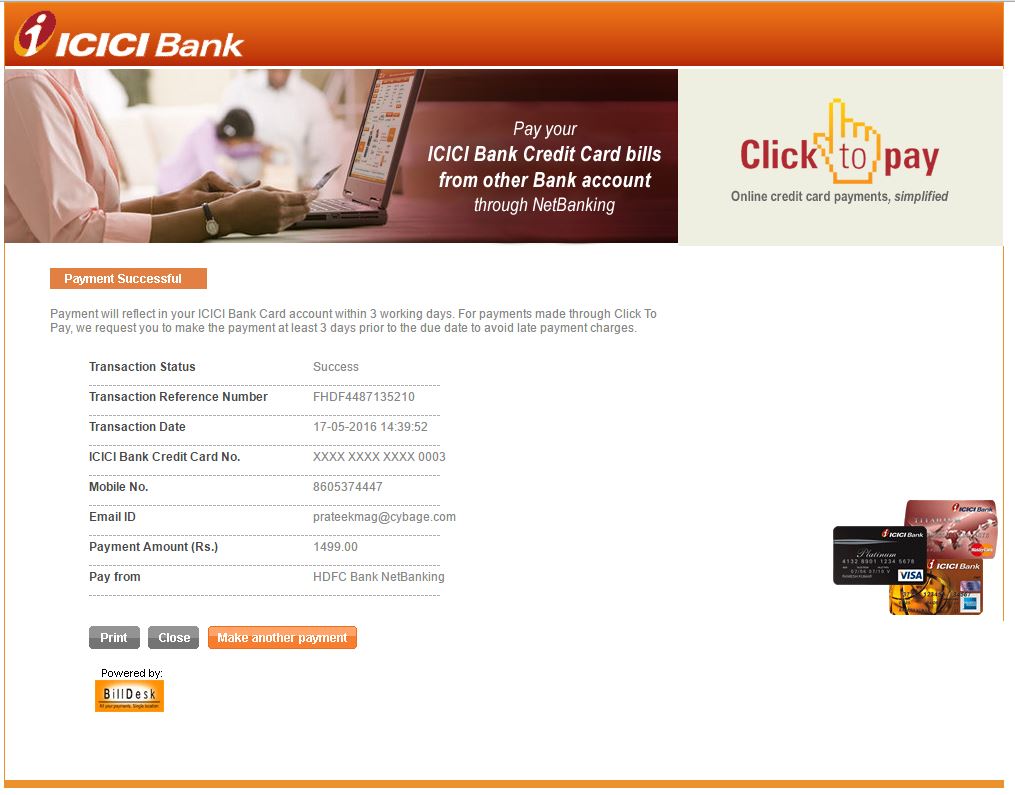 ICICI Bank
Pay your
ICICI Bank Credit Card bills
from other Bank account
through NetBanking
Click to pay
Online credit card payments, simplified
Payment Successful
Payment will reflect in your ICICI Bank Card account within 3 working days. For payments made through Click To
Pay, we request you to make the payment at least 3 days prior to the due date to avoid late payment charges.
Transaction Status Success
Transaction Reference Number FHDF4487135210
Transaction Date 17-05-2016 14:39:52
ICICI Bank Credit Card No. XXXX XXXX XXXX 0003
Mobile No. 8605374447
Email ID prateekmag@cybage.com
Payment Amount (Rs.) 1499.00
Pay from HDFC Bank NetBanking
ICICI Bank
MasterCard
ICICI Bank
Platinum
4132 8901 1234 5678
VISA
ICICI Bank
Print Close Make another payment
Powered by:
BillDesk
All your payments. Single location